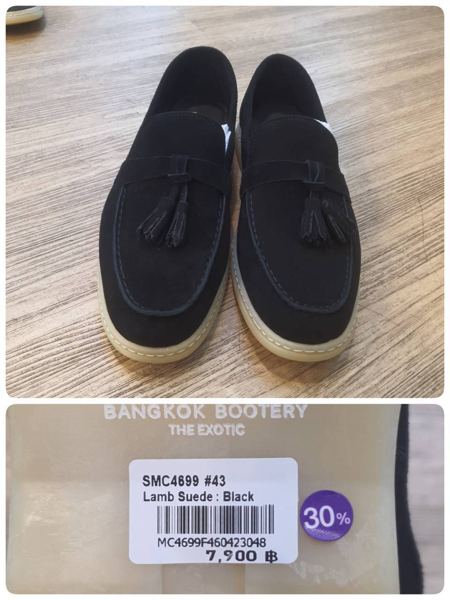 BANGKOK BOOTERY
THE EXOTIC
SMC4699 #43
Lamb Suede : Black
MC4699F460423048
7,900 ฿
30%